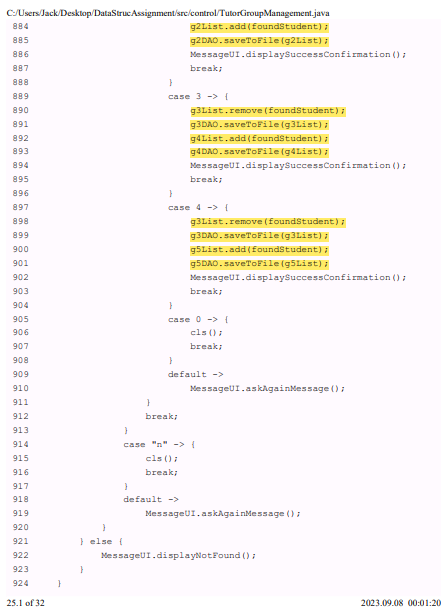 C:/Users/Jack/Desktop/DataStrucAssignment/src/control/TutorGroupManagement.java
884 g2List.add(foundStudent);
885 g2DAO.saveToFile(g2List);
886 MessageUI.displaySuccessConfirmation();
887 break;
888 }
889 case 3 -> {
890 g3List.remove(foundStudent);
891 g3DAO.saveToFile(g3List);
892 g4List.add(foundStudent);
893 g4DAO.saveToFile(g4List);
894 MessageUI.displaySuccessConfirmation();
895 break;
896 }
897 case 4 -> {
898 g3List.remove(foundStudent);
899 g3DAO.saveToFile(g3List);
900 g5List.add(foundStudent);
901 g5DAO.saveToFile(g5List);
902 MessageUI.displaySuccessConfirmation();
903 break;
904 }
905 case 0 -> {
906 cls();
907 break;
908 }
909 default ->
910 MessageUI.askAgainMessage();
911 }
912 break;
913 }
914 case "n" -> {
915 cls();
916 break;
917 }
918 default ->
919 MessageUI.askAgainMessage();
920 }
921 } else {
922 MessageUI.displayNotFound();
923 }
924 }
25.1 of 32 2023.09.08 00:01:20